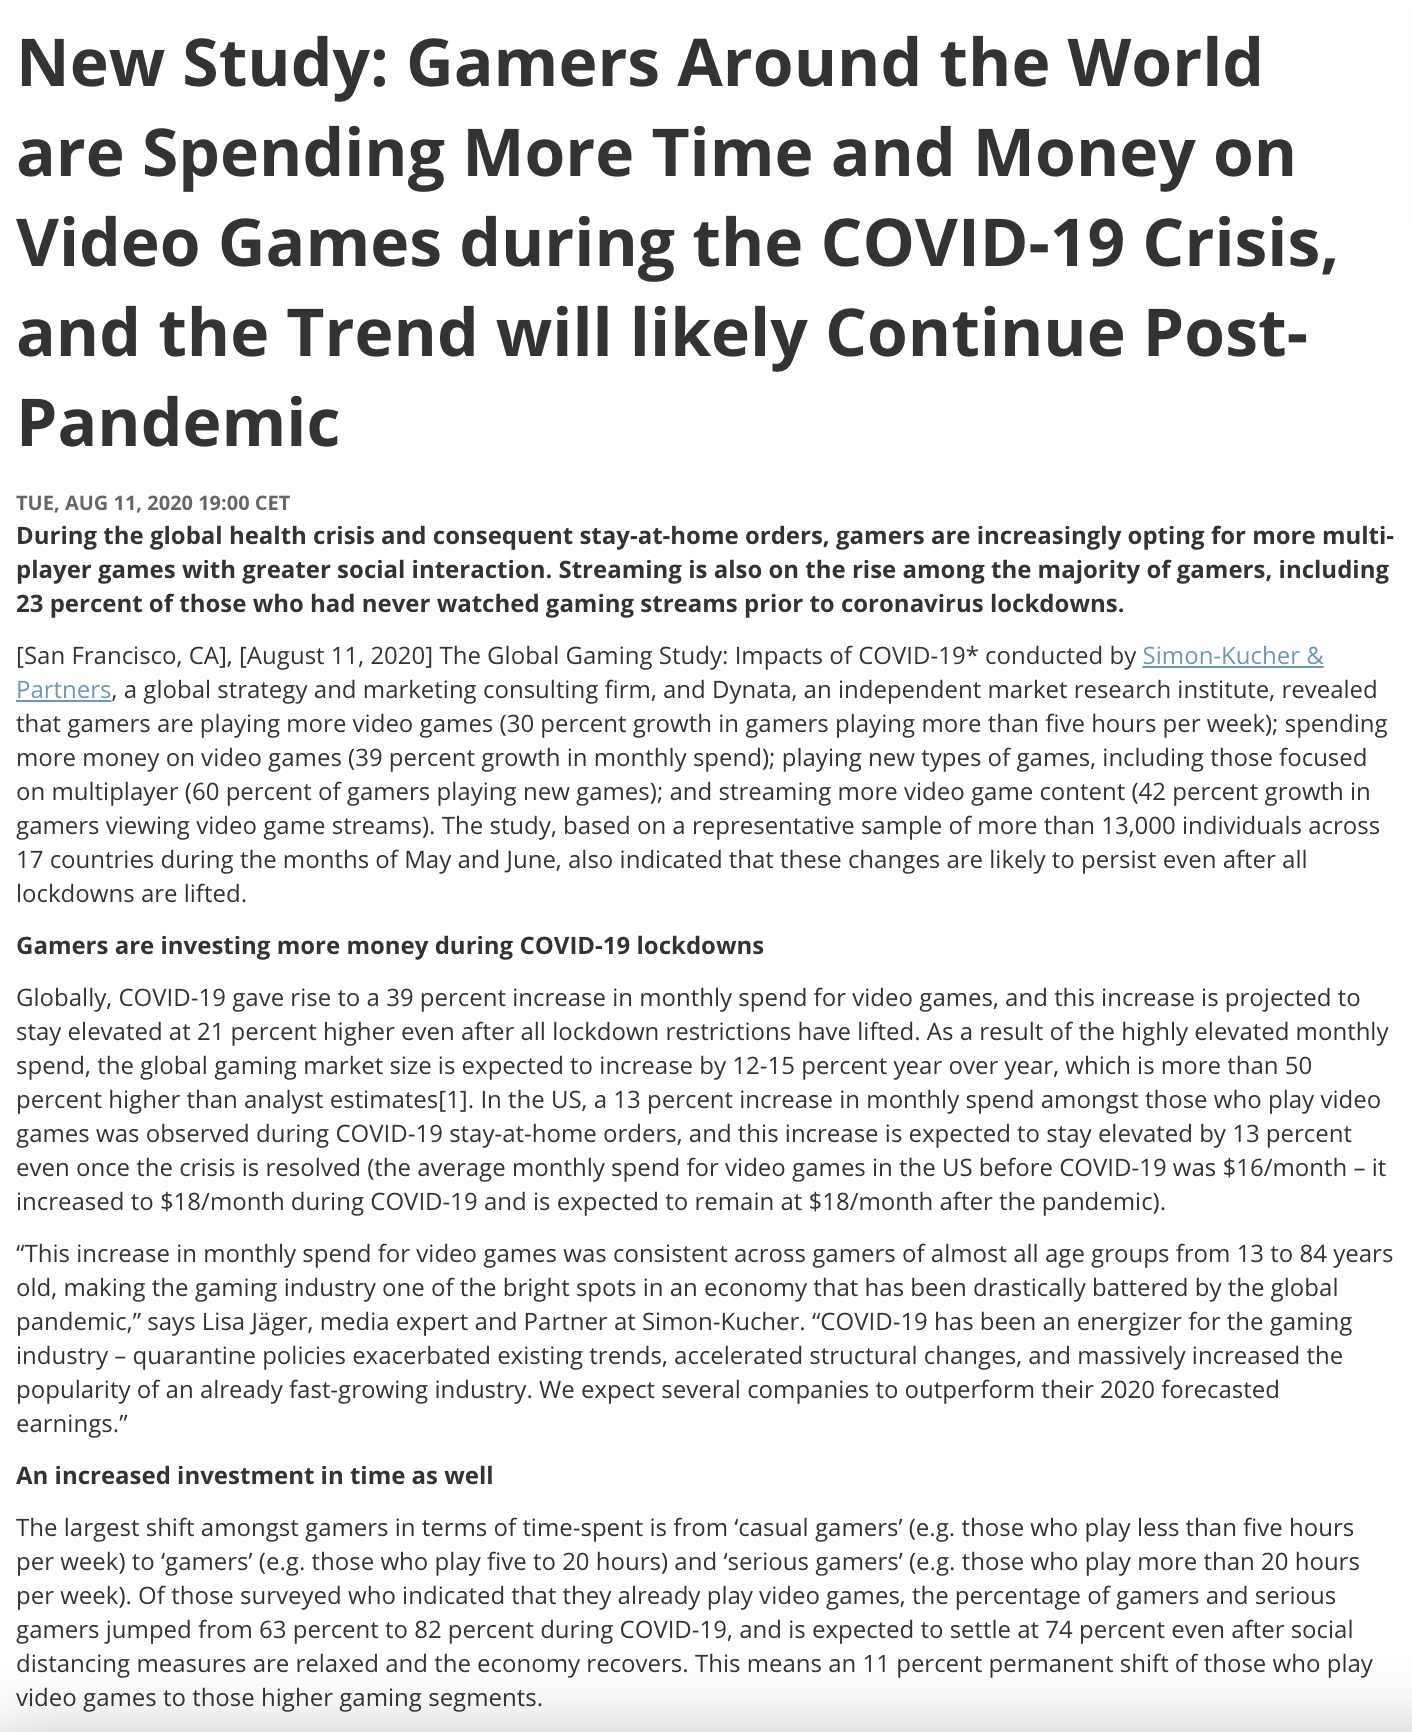 New Study: Gamers Around the World
are Spending More Time and Money on
Video Games during the COVID-19 Crisis,
and the Trend will likely Continue Post-
Pandemic
TUE, AUG 11, 2020 19:00 CET
During the global health crisis and consequent stay-at-home orders, gamers are increasingly opting for more multi-
player games with greater social interaction. Streaming is also on the rise among the majority of gamers, including
23 percent of those who had never watched gaming streams prior to coronavirus lockdowns.
[San Francisco, CA], [August 11, 2020] The Global Gaming Study: Impacts of COVID-19* conducted by Simon-Kucher &
Partners, a global strategy and marketing consulting firm, and Dynata, an independent market research institute, revealed
that gamers are playing more video games (30 percent growth in gamers playing more than five hours per week); spending
more money on video games (39 percent growth in monthly spend); playing new types of games, including those focused
on multiplayer (60 percent of gamers playing new games); and streaming more video game content (42 percent growth in
gamers viewing video game streams). The study, based on a representative sample of more than 13,000 individuals across
17 countries during the months of May and June, also indicated that these changes are likely to persist even after all
lockdowns are lifted.
Gamers are investing more money during COVID-19 lockdowns
Globally, COVID-19 gave rise to a 39 percent increase in monthly spend for video games, and this increase is projected to
stay elevated at 21 percent higher even after all lockdown restrictions have lifted. As a result of the highly elevated monthly
spend, the global gaming market size is expected to increase by 12-15 percent year over year, which is more than 50
percent higher than analyst estimates[1]. In the US, a 13 percent increase in monthly spend amongst those who play video
games was observed during COVID-19 stay-at-home orders, and this increase is expected to stay elevated by 13 percent
even once the crisis is resolved (the average monthly spend for video games in the US before COVID-19 was $16/month – it
increased to $18/month during COVID-19 and is expected to remain at $18/month after the pandemic).
“This increase in monthly spend for video games was consistent across gamers of almost all age groups from 13 to 84 years
old, making the gaming industry one of the bright spots in an economy that has been drastically battered by the global
pandemic,” says Lisa Jäger, media expert and Partner at Simon-Kucher. “COVID-19 has been an energizer for the gaming
industry – quarantine policies exacerbated existing trends, accelerated structural changes, and massively increased the
popularity of an already fast-growing industry. We expect several companies to outperform their 2020 forecasted
earnings.”
An increased investment in time as well
The largest shift amongst gamers in terms of time-spent is from ‘casual gamers’ (e.g. those who play less than five hours
per week) to ‘gamers’ (e.g. those who play five to 20 hours) and ‘serious gamers’ (e.g. those who play more than 20 hours
per week). Of those surveyed who indicated that they already play video games, the percentage of gamers and serious
gamers jumped from 63 percent to 82 percent during COVID-19, and is expected to settle at 74 percent even after social
distancing measures are relaxed and the economy recovers. This means an 11 percent permanent shift of those who play
video games to those higher gaming segments.